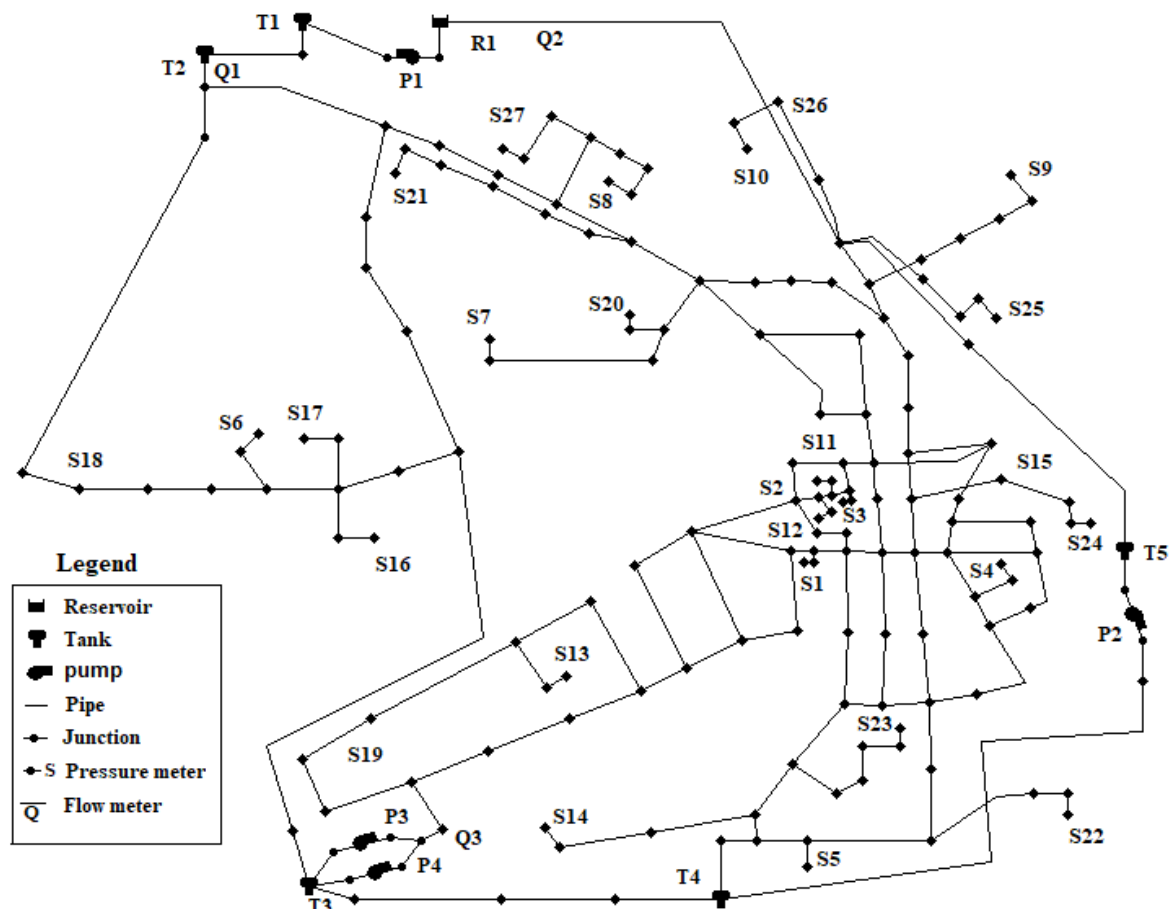 T1
R1
Q2
T2
Q1
P1
S27
S26
S21
S8
S10
S9
S7
S20
S25
S6
S17
S18
S11
S15
S2
S3
S12
S16
S24
S1
S4
T5
P2
S13
S19
S23
S14
P3
Q3
P4
S22
S5
T4
T3
Legend
Reservoir
Tank
pump
Pipe
Junction
S Pressure meter
Q Flow meter